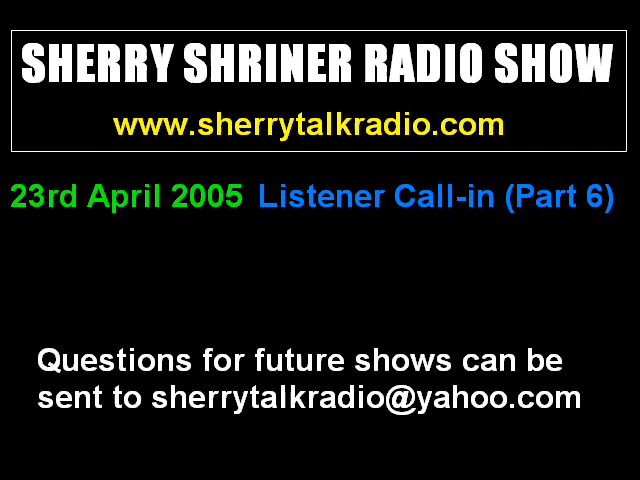 SHERRY SHRINER RADIO SHOW
www.sherrytalkradio.com
23rd April 2005 Listener Call-in (Part 6)
Questions for future shows can be
sent to sherrytalkradio@yahoo.com